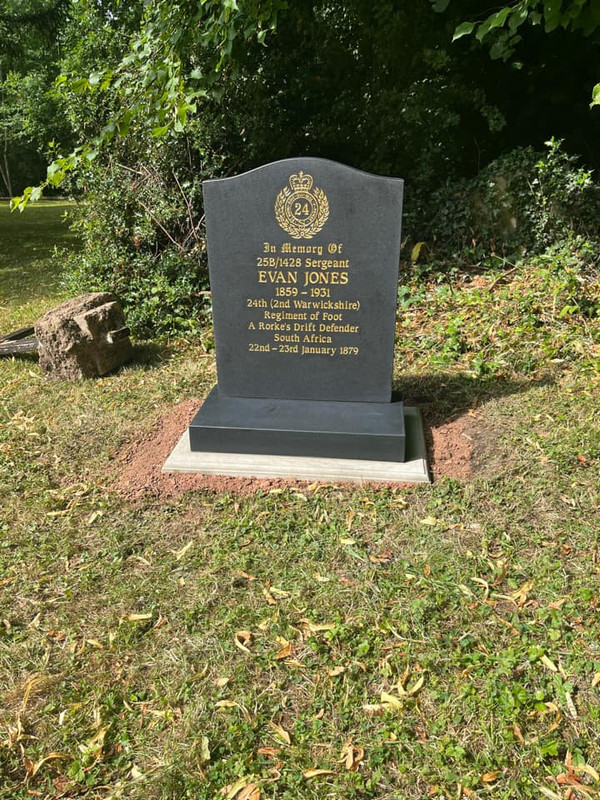 24
In Memory Of
25B/1428 Sergeant
EVAN JONES
1859 – 1931
24th (2nd Warwickshire)
Regiment of Foot
A Rorke's Drift Defender
South Africa
22nd – 23rd January 1879